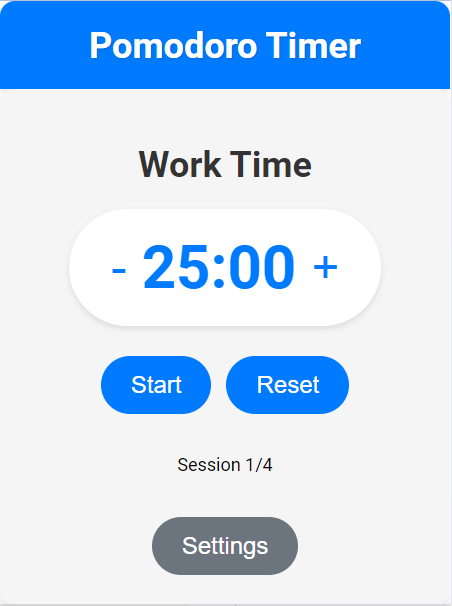 Pomodoro Timer
Work Time
- 25:00 +
Start Reset
Session 1/4
Settings